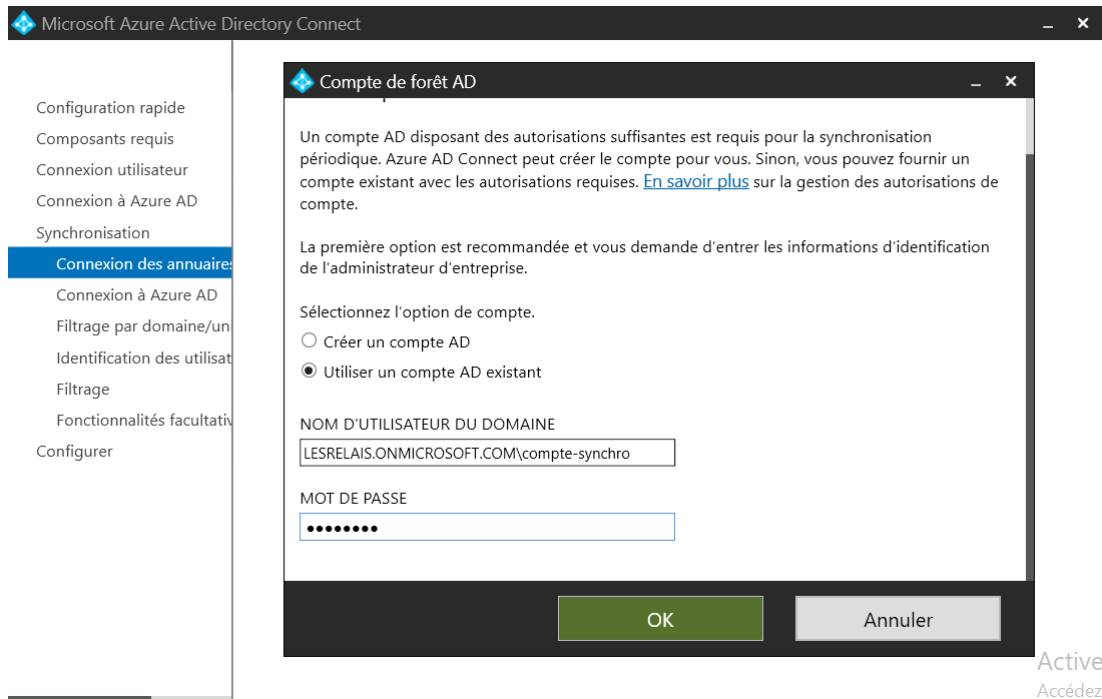 Microsoft Azure Active Directory Connect
Configuration rapide
Composants requis
Connexion utilisateur
Connexion à Azure AD
Synchronisation
Connexion des annuaires
Connexion à Azure AD
Filtrage par domaine/un
Identification des utilisat
Filtrage
Fonctionnalités facultativ
Configurer
Compte de forêt AD
Un compte AD disposant des autorisations suffisantes est requis pour la synchronisation
périodique. Azure AD Connect peut créer le compte pour vous. Sinon, vous pouvez fournir un
compte existant avec les autorisations requises. En savoir plus sur la gestion des autorisations de
compte.
La première option est recommandée et vous demande d'entrer les informations d'identification
de l'administrateur d'entreprise.
Sélectionnez l'option de compte.
Créer un compte AD
Utiliser un compte AD existant
NOM D'UTILISATEUR DU DOMAINE
LESRELAIS.ONMICROSOFT.COM\compte-synchro
MOT DE PASSE
●●●●●●●●
OK
Annuler
Active
Accédez